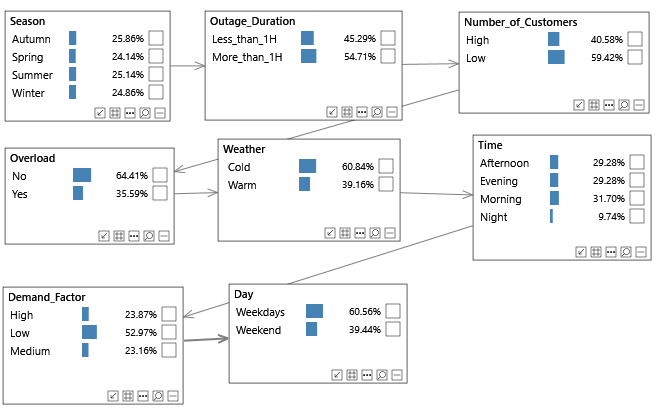 Season
Autumn 25.86%
Spring 24.14%
Summer 25.14%
Winter 24.86%
Outage_Duration
Less_than_1H 45.29%
More_than_1H 54.71%
Number_of_Customers
High 40.58%
Low 59.42%
Overload
No 64.41%
Yes 35.59%
Weather
Cold 60.84%
Warm 39.16%
Time
Afternoon 29.28%
Evening 29.28%
Morning 31.70%
Night 9.74%
Demand_Factor
High 23.87%
Low 52.97%
Medium 23.16%
Day
Weekdays 60.56%
Weekend 39.44%